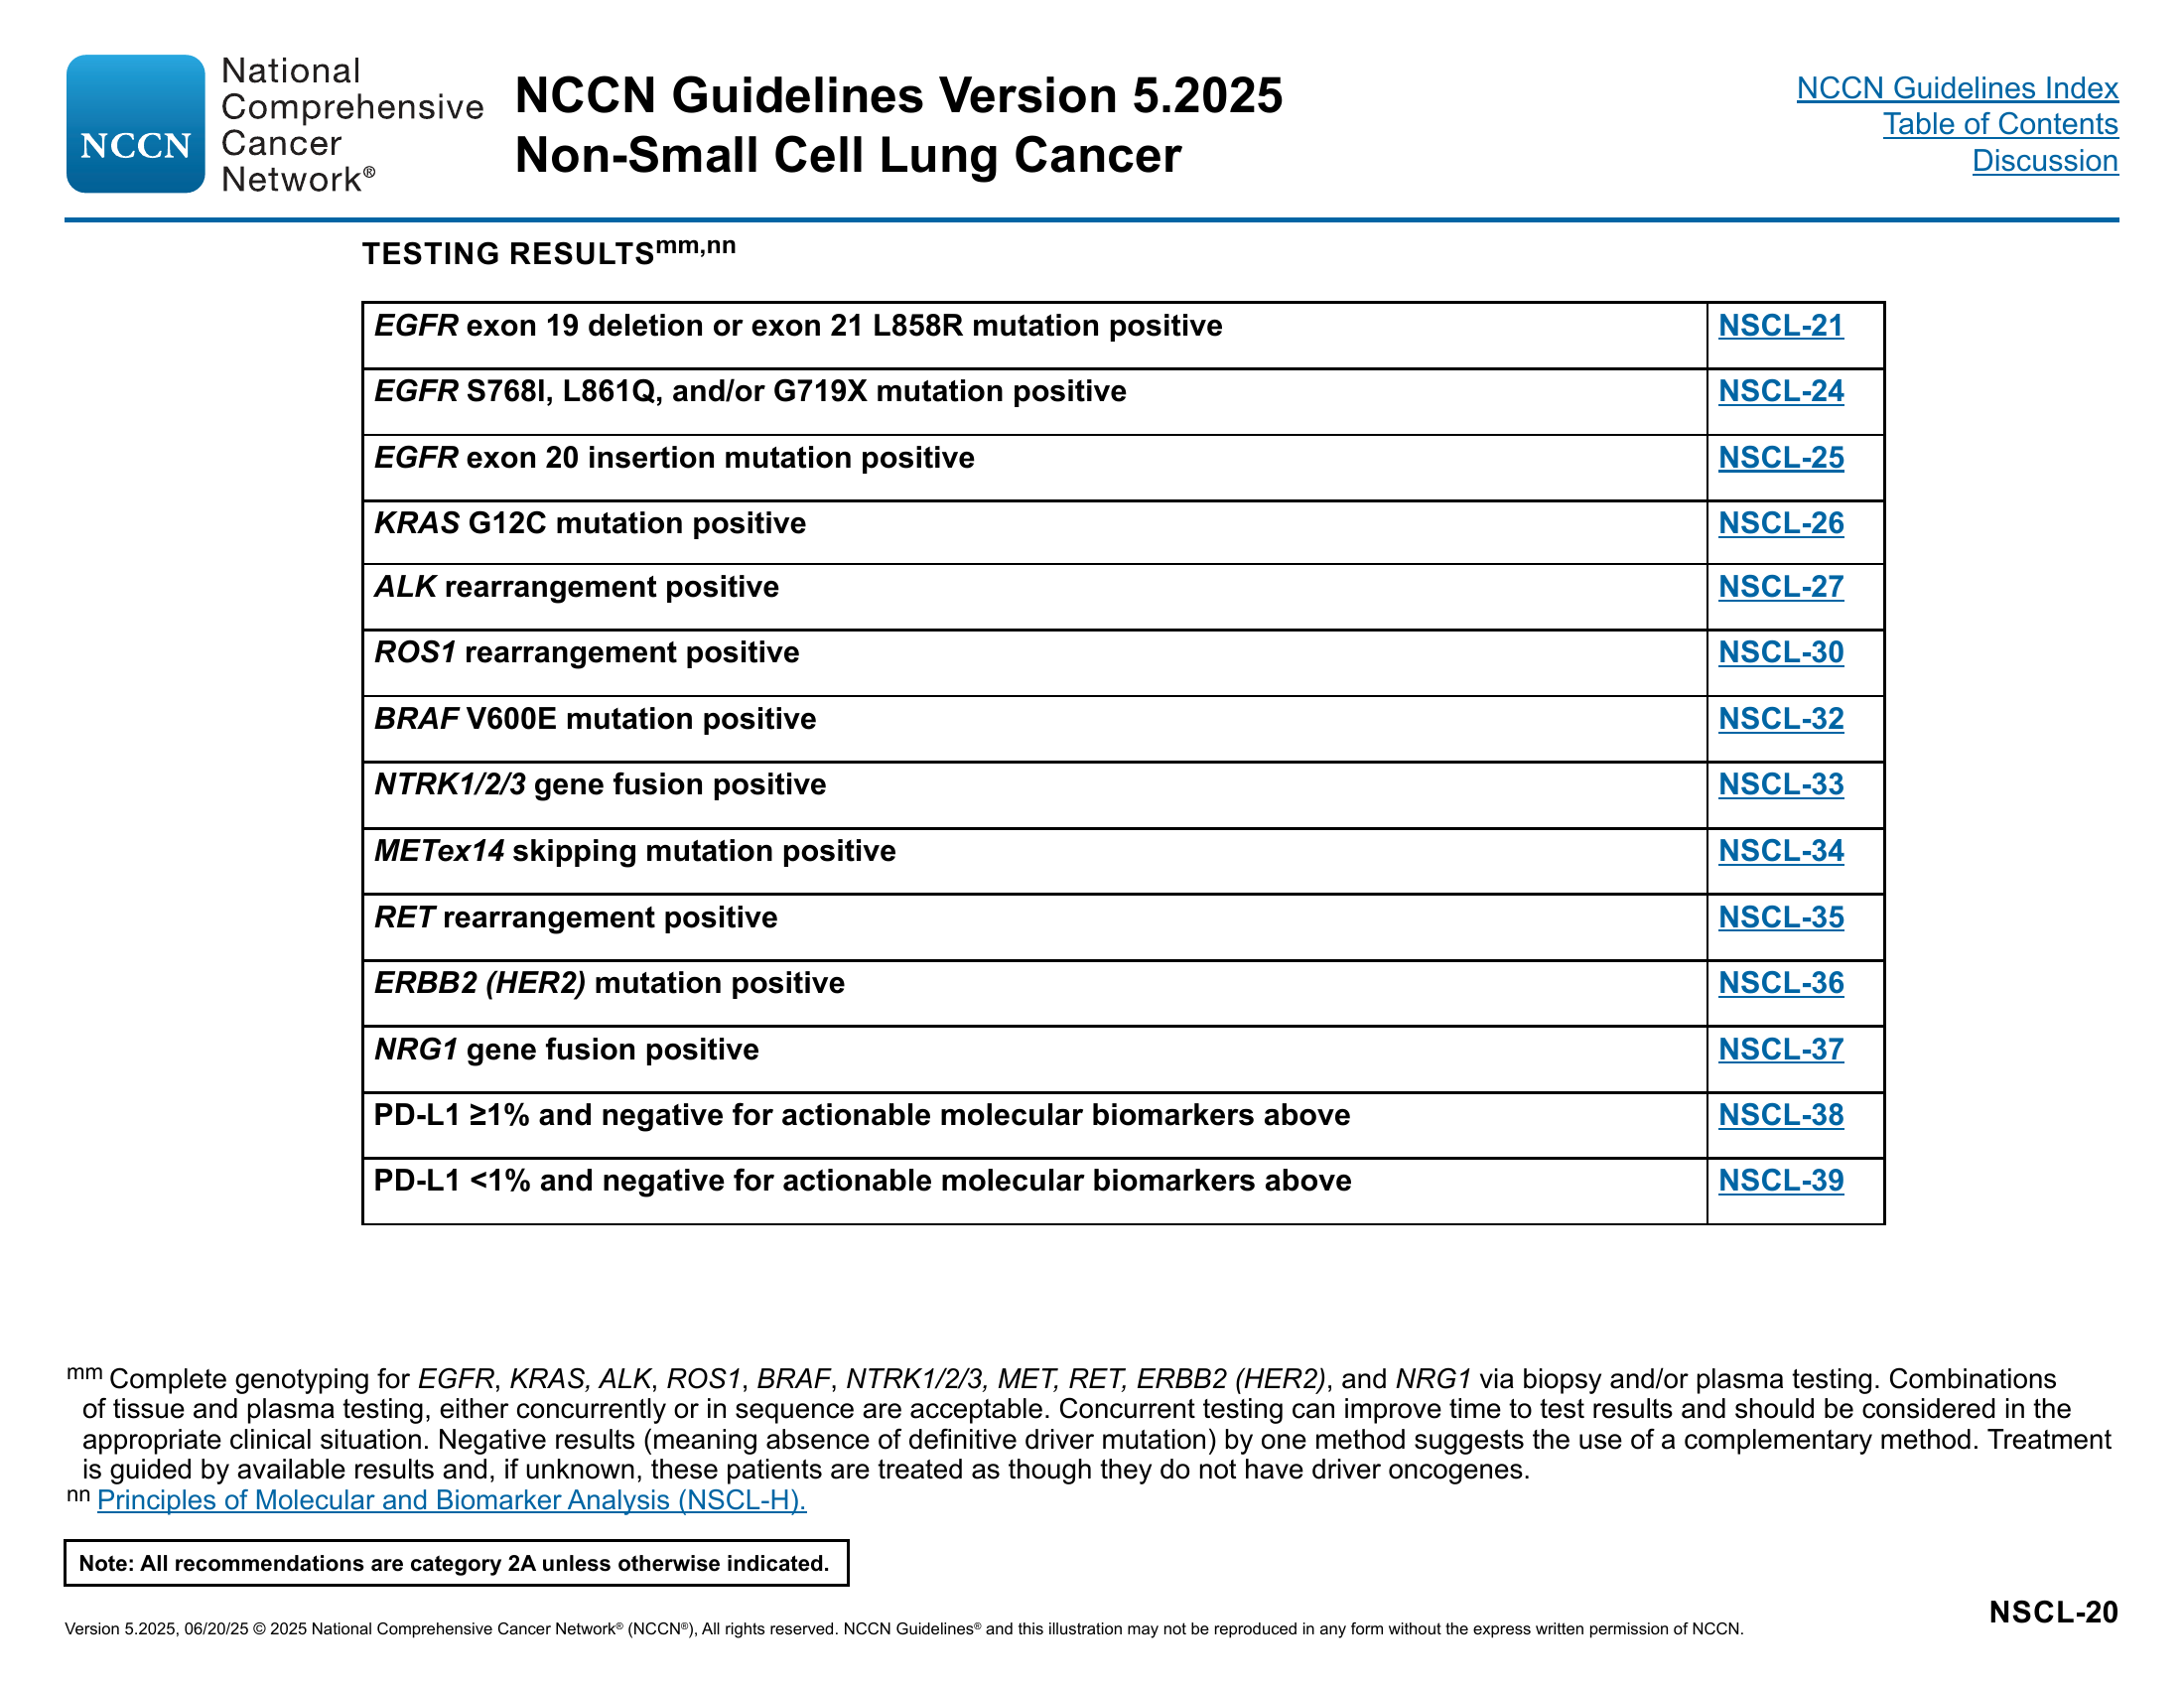 NCCN
National
Comprehensive
Cancer
Network®
NCCN Guidelines Version 5.2025
Non-Small Cell Lung Cancer
NCCN Guidelines Index
Table of Contents
Discussion
TESTING RESULTSmm,nn
EGFR exon 19 deletion or exon 21 L858R mutation positive NSCL-21
EGFR S768I, L861Q, and/or G719X mutation positive NSCL-24
EGFR exon 20 insertion mutation positive NSCL-25
KRAS G12C mutation positive NSCL-26
ALK rearrangement positive NSCL-27
ROS1 rearrangement positive NSCL-30
BRAF V600E mutation positive NSCL-32
NTRK1/2/3 gene fusion positive NSCL-33
METex14 skipping mutation positive NSCL-34
RET rearrangement positive NSCL-35
ERBB2 (HER2) mutation positive NSCL-36
NRG1 gene fusion positive NSCL-37
PD-L1 ≥1% and negative for actionable molecular biomarkers above NSCL-38
PD-L1 <1% and negative for actionable molecular biomarkers above NSCL-39
mm Complete genotyping for EGFR, KRAS, ALK, ROS1, BRAF, NTRK1/2/3, MET, RET, ERBB2 (HER2), and NRG1 via biopsy and/or plasma testing. Combinations
of tissue and plasma testing, either concurrently or in sequence are acceptable. Concurrent testing can improve time to test results and should be considered in the
appropriate clinical situation. Negative results (meaning absence of definitive driver mutation) by one method suggests the use of a complementary method. Treatment
is guided by available results and, if unknown, these patients are treated as though they do not have driver oncogenes.
nn Principles of Molecular and Biomarker Analysis (NSCL-H).
Note: All recommendations are category 2A unless otherwise indicated.
NSCL-20
Version 5.2025, 06/20/25 © 2025 National Comprehensive Cancer Network® (NCCN®), All rights reserved. NCCN Guidelines® and this illustration may not be reproduced in any form without the express written permission of NCCN.